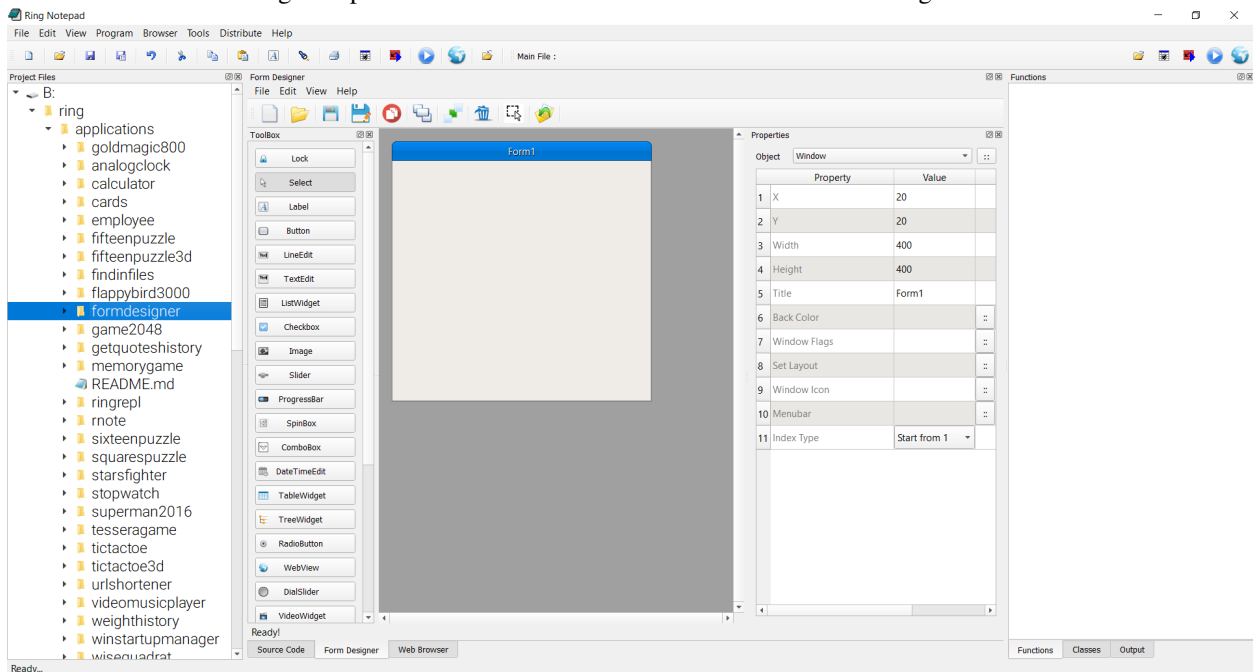 Ring Notepad
File Edit View Program Browser Tools Distribute Help
Main File :
Project Files
B:
ring
applications
goldmagic800
analogclock
calculator
cards
employee
fifteenpuzzle
fifteenpuzzle3d
findinfiles
flappybird3000
formdesigner
game2048
getquoteshistory
memorygame
README.md
ringrepl
rnote
sixteenpuzzle
squarespuzzle
starsfighter
stopwatch
superman2016
tesseragame
tictactoe
tictactoe3d
urlshortener
videomusicplayer
weighthistory
winstartupmanager
wisequadrat
Form Designer
File Edit View Help
ToolBox
Lock
Select
Label
Button
LineEdit
TextEdit
ListWidget
Checkbox
Image
Slider
ProgressBar
SpinBox
ComboBox
DateTimeEdit
TableWidget
TreeWidget
RadioButton
WebView
DialSlider
VideoWidget
Form1
Properties
Object Window ::
Property Value
1 X 20
2 Y 20
3 Width 400
4 Height 400
5 Title Form1
6 Back Color ::
7 Window Flags ::
8 Set Layout ::
9 Window Icon ::
10 Menubar ::
11 Index Type Start from 1
Ready!
Source Code Form Designer Web Browser
Functions
Functions Classes Output
Ready...